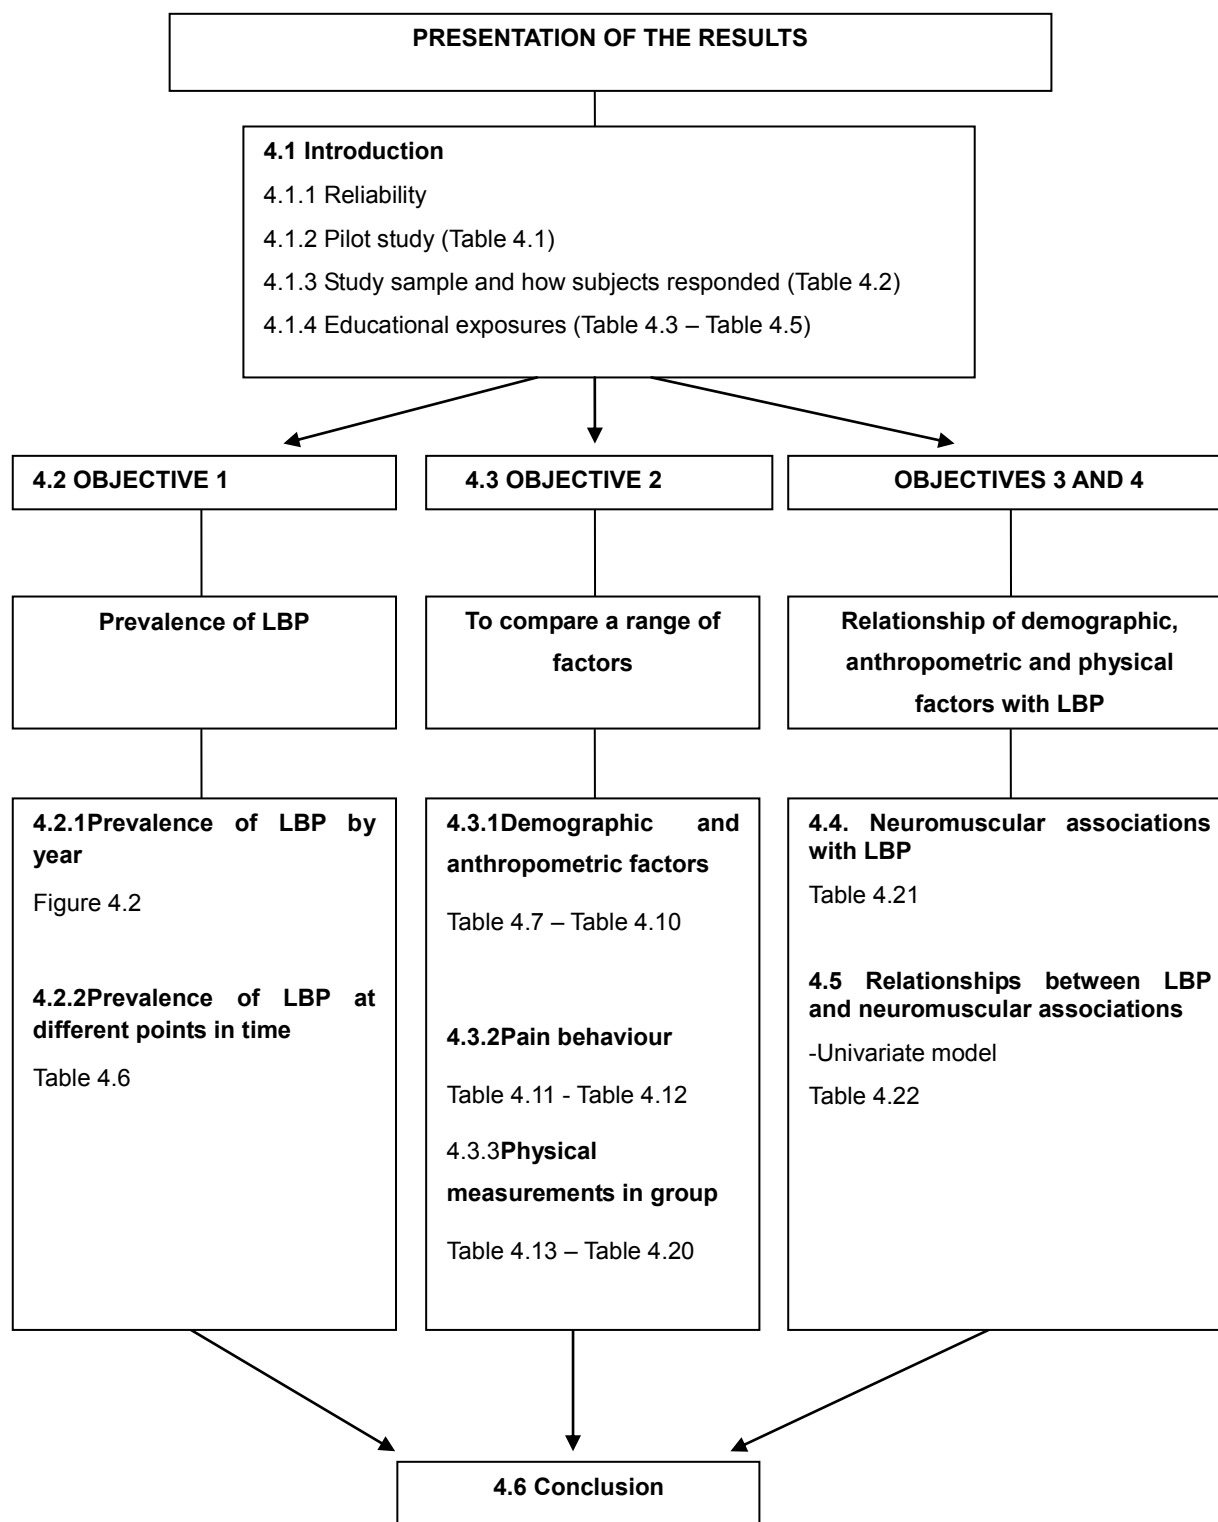 PRESENTATION OF THE RESULTS
4.1 Introduction
4.1.1 Reliability
4.1.2 Pilot study (Table 4.1)
4.1.3 Study sample and how subjects responded (Table 4.2)
4.1.4 Educational exposures (Table 4.3 – Table 4.5)
4.2 OBJECTIVE 1
4.3 OBJECTIVE 2
OBJECTIVES 3 AND 4
Prevalence of LBP
To compare a range of
factors
Relationship of demographic,
anthropometric and physical
factors with LBP
4.2.1Prevalence of LBP by
year
Figure 4.2
4.2.2Prevalence of LBP at
different points in time
Table 4.6
4.3.1Demographic and
anthropometric factors
Table 4.7 – Table 4.10
4.3.2Pain behaviour
Table 4.11 - Table 4.12
4.3.3Physical
measurements in group
Table 4.13 – Table 4.20
4.4. Neuromuscular associations
with LBP
Table 4.21
4.5 Relationships between LBP
and neuromuscular associations
-Univariate model
Table 4.22
4.6 Conclusion